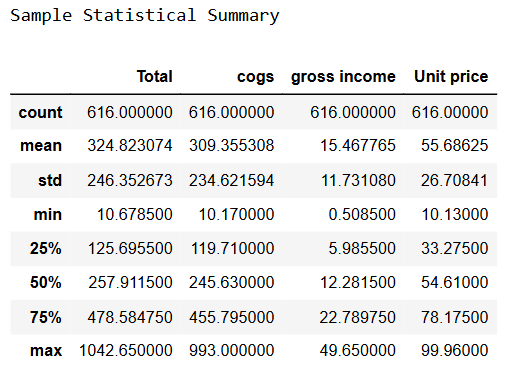 Sample Statistical Summary
Total cogs gross income Unit price
count 616.000000 616.000000 616.000000 616.00000
mean 324.823074 309.355308 15.467765 55.68625
std 246.352673 234.621594 11.731080 26.70841
min 10.678500 10.170000 0.508500 10.13000
25% 125.695500 119.710000 5.985500 33.27500
50% 257.911500 245.630000 12.281500 54.61000
75% 478.584750 455.795000 22.789750 78.17500
max 1042.650000 993.000000 49.650000 99.96000